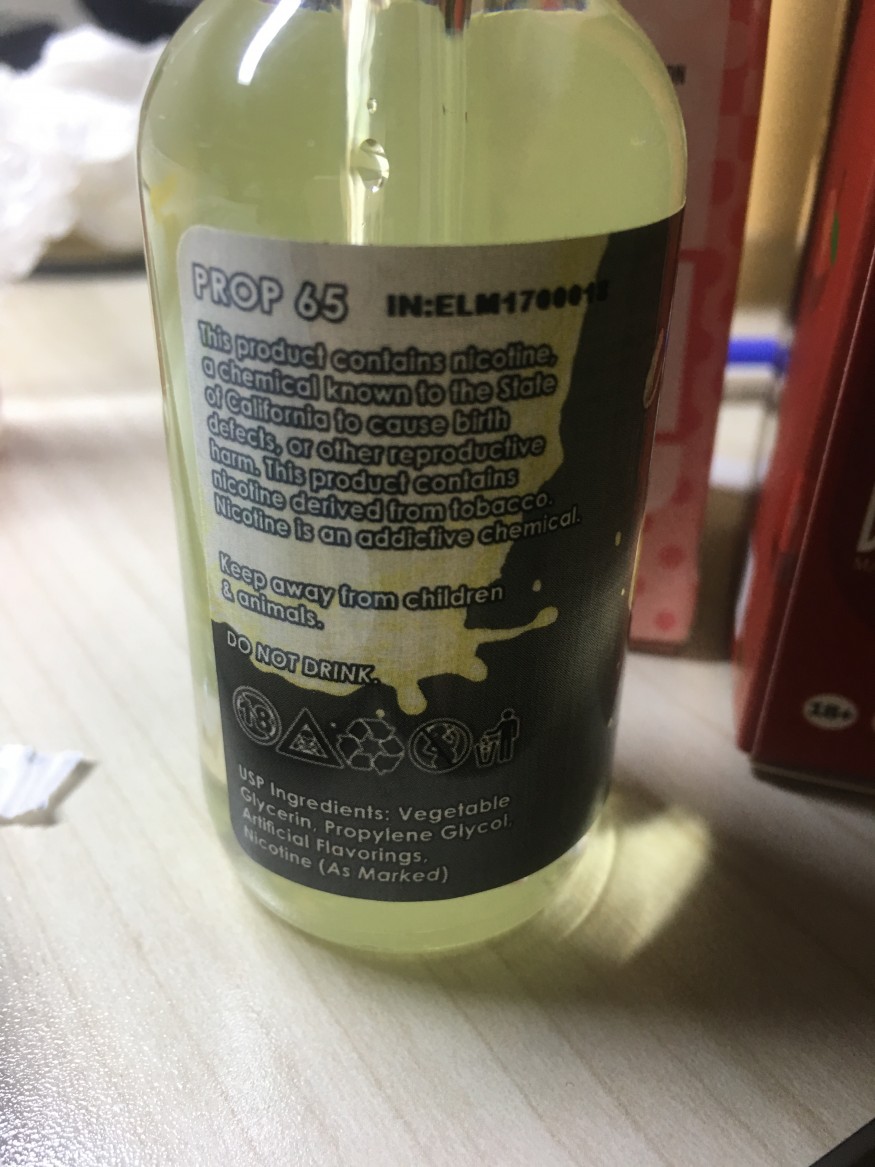 PROP 65 IN:ELM1700015
This product contains nicotine,
a chemical known to the State
of California to cause birth
defects, or other reproductive
harm. This product contains
nicotine derived from tobacco.
Nicotine is an addictive chemical.
Keep away from children
& animals.
DO NOT DRINK.
18
USP Ingredients: Vegetable
Glycerin, Propylene Glycol,
Artificial Flavorings,
Nicotine (As Marked)
18+